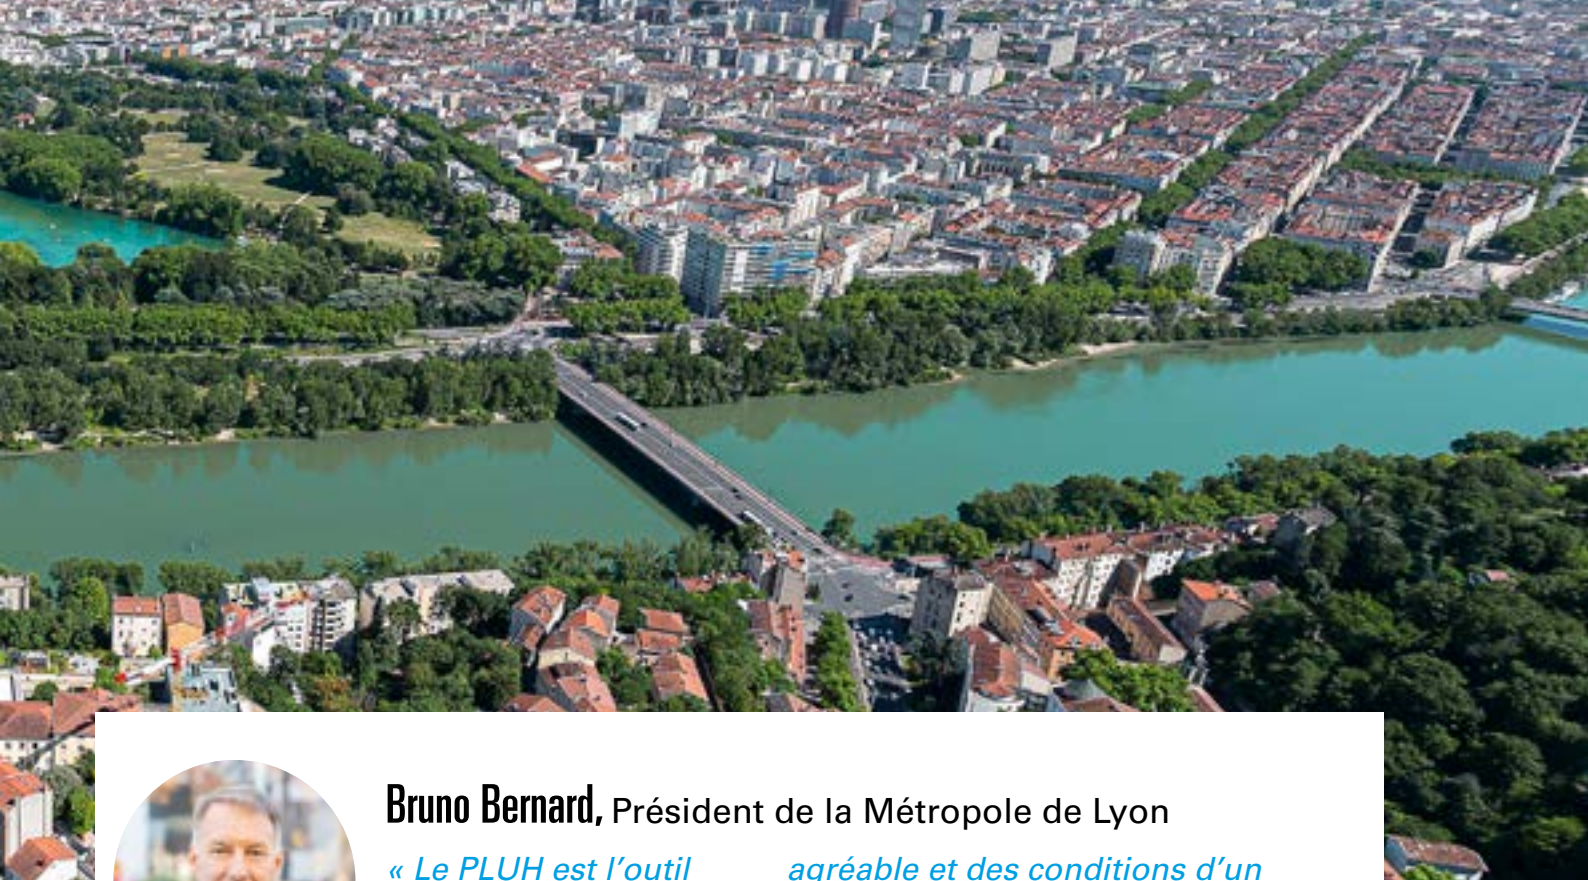 Bruno Bernard, Président de la Métropole de Lyon
« Le PLUH est l’outil
agréable et des conditions d’un